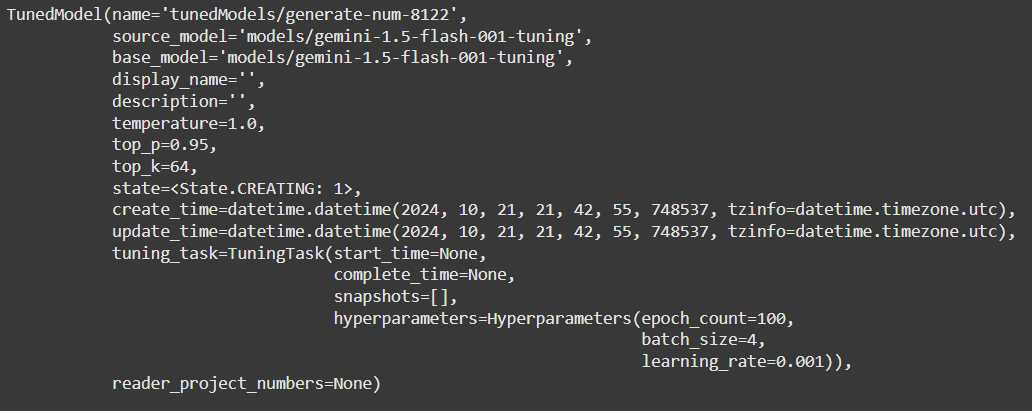 TunedModel(name='tunedModels/generate-num-8122',
source_model='models/gemini-1.5-flash-001-tuning',
base_model='models/gemini-1.5-flash-001-tuning',
display_name='',
description='',
temperature=1.0,
top_p=0.95,
top_k=64,
state=<State.CREATING: 1>,
create_time=datetime.datetime(2024, 10, 21, 21, 42, 55, 748537, tzinfo=datetime.timezone.utc),
update_time=datetime.datetime(2024, 10, 21, 21, 42, 55, 748537, tzinfo=datetime.timezone.utc),
tuning_task=TuningTask(start_time=None,
complete_time=None,
snapshots=[],
hyperparameters=Hyperparameters(epoch_count=100,
batch_size=4,
learning_rate=0.001)),
reader_project_numbers=None)